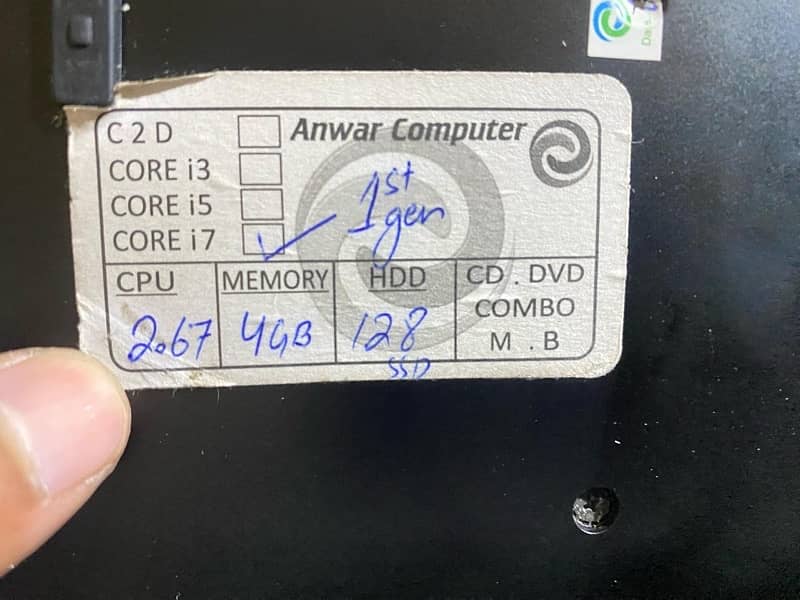 C 2 D
Anwar Computer
CORE i3
CORE i5
CORE i7
1st
gen
CPU
MEMORY
HDD
CD . DVD
COMBO
M . B
2.67
4GB
128
SSD